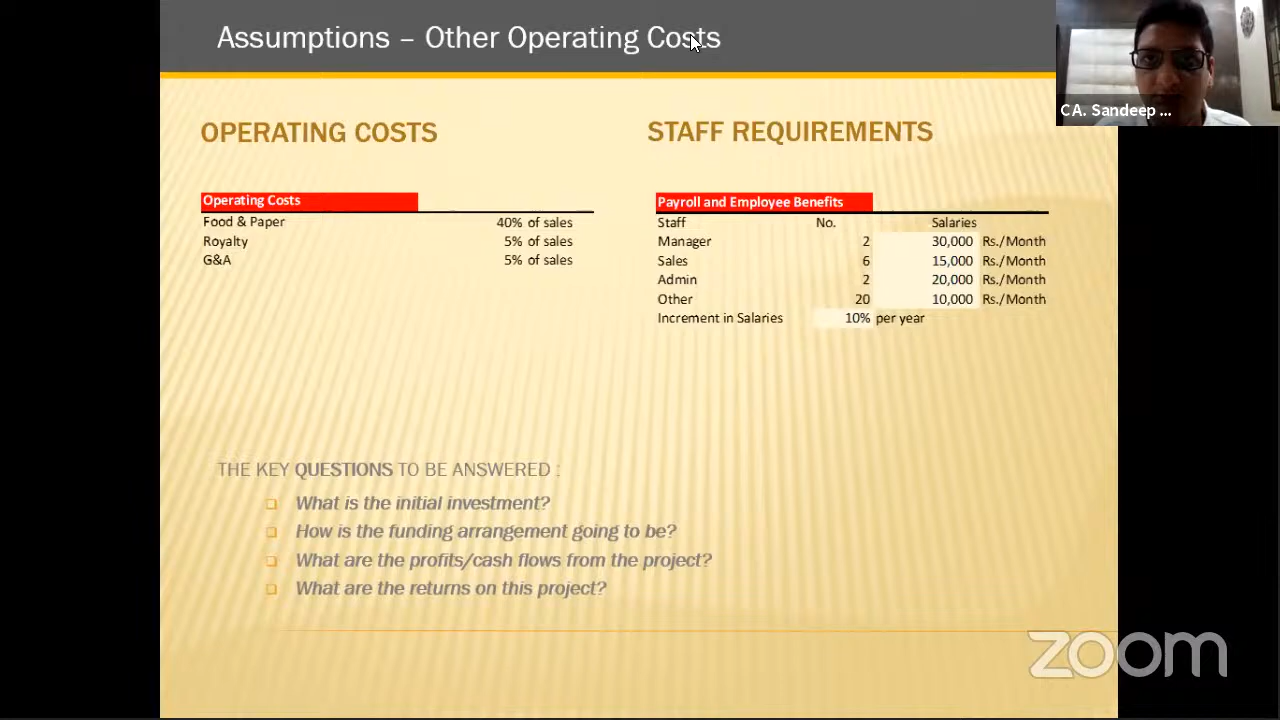 Assumptions – Other Operating Costs
CA. Sandeep ...
OPERATING COSTS
Operating Costs
Food & Paper 40% of sales
Royalty 5% of sales
G&A 5% of sales
STAFF REQUIREMENTS
Payroll and Employee Benefits
Staff No. Salaries
Manager 2 30,000 Rs./Month
Sales 6 15,000 Rs./Month
Admin 2 20,000 Rs./Month
Other 20 10,000 Rs./Month
Increment in Salaries 10% per year
THE KEY QUESTIONS TO BE ANSWERED :
What is the initial investment?
How is the funding arrangement going to be?
What are the profits/cash flows from the project?
What are the returns on this project?
zoom